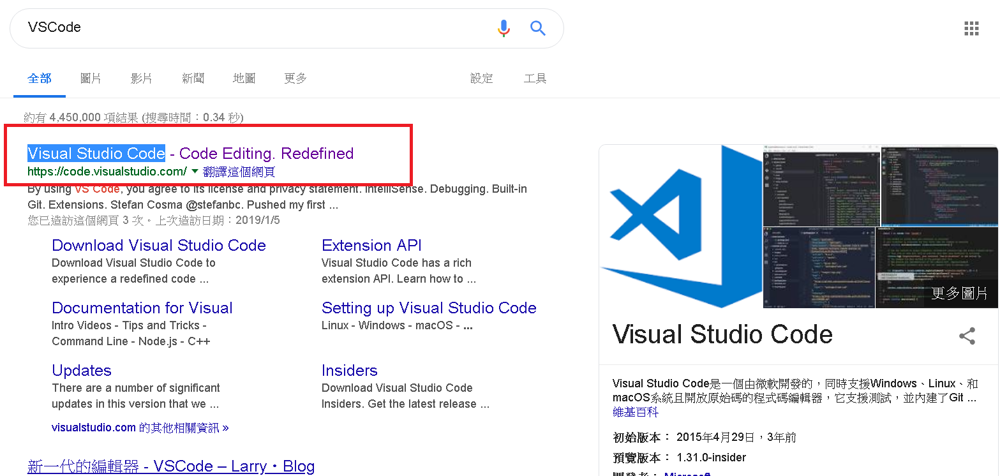 VSCode
全部 圖片 影片 新聞 地圖 更多 設定 工具
約有 4,450,000 項結果 (搜尋時間：0.34 秒)
Visual Studio Code - Code Editing. Redefined
https://code.visualstudio.com/ ▼ 翻譯這個網頁
By using VS Code, you agree to its license and privacy statement. IntelliSense. Debugging. Built-in
Git. Extensions. Stefan Cosma @stefanbc. Pushed my first ...
您已造訪這個網頁 3 次。上次造訪日期：2019/1/5
Download Visual Studio Code
Download Visual Studio Code to
experience a redefined code ...
Extension API
Visual Studio Code has a rich
extension API. Learn how to ...
Documentation for Visual
Intro Videos - Tips and Tricks -
Command Line - Node.js - C++
Setting up Visual Studio Code
Linux - Windows - macOS - ...
Updates
There are a number of significant
updates in this version that we ...
Insiders
Download Visual Studio Code
Insiders. Get the latest release ...
visualstudio.com 的其他相關資訊 »
新一代的編輯器 - VSCode – Larry・Blog
更多圖片
Visual Studio Code
Visual Studio Code是一個由微軟開發的，同時支援Windows、Linux、和
macOS系統且開放原始碼的程式碼編輯器，它支援測試，並內建了Git ...
維基百科
初始版本： 2015年4月29日，3年前
預覽版本： 1.31.0-insider
開發者： Microsoft